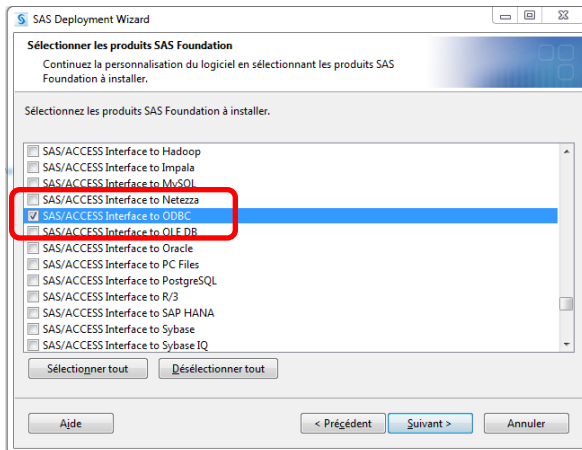 SAS Deployment Wizard
Sélectionner les produits SAS Foundation
Continuez la personnalisation du logiciel en sélectionnant les produits SAS
Foundation à installer.
Sélectionnez les produits SAS Foundation à installer.
SAS/ACCESS Interface to Hadoop
SAS/ACCESS Interface to Impala
SAS/ACCESS Interface to MySQL
SAS/ACCESS Interface to Netezza
SAS/ACCESS Interface to ODBC
SAS/ACCESS Interface to OLE DB
SAS/ACCESS Interface to Oracle
SAS/ACCESS Interface to PC Files
SAS/ACCESS Interface to PostgreSQL
SAS/ACCESS Interface to R/3
SAS/ACCESS Interface to SAP HANA
SAS/ACCESS Interface to Sybase
SAS/ACCESS Interface to Sybase IQ
Sélectionner tout Désélectionner tout
Aide < Précédent Suivant > Annuler